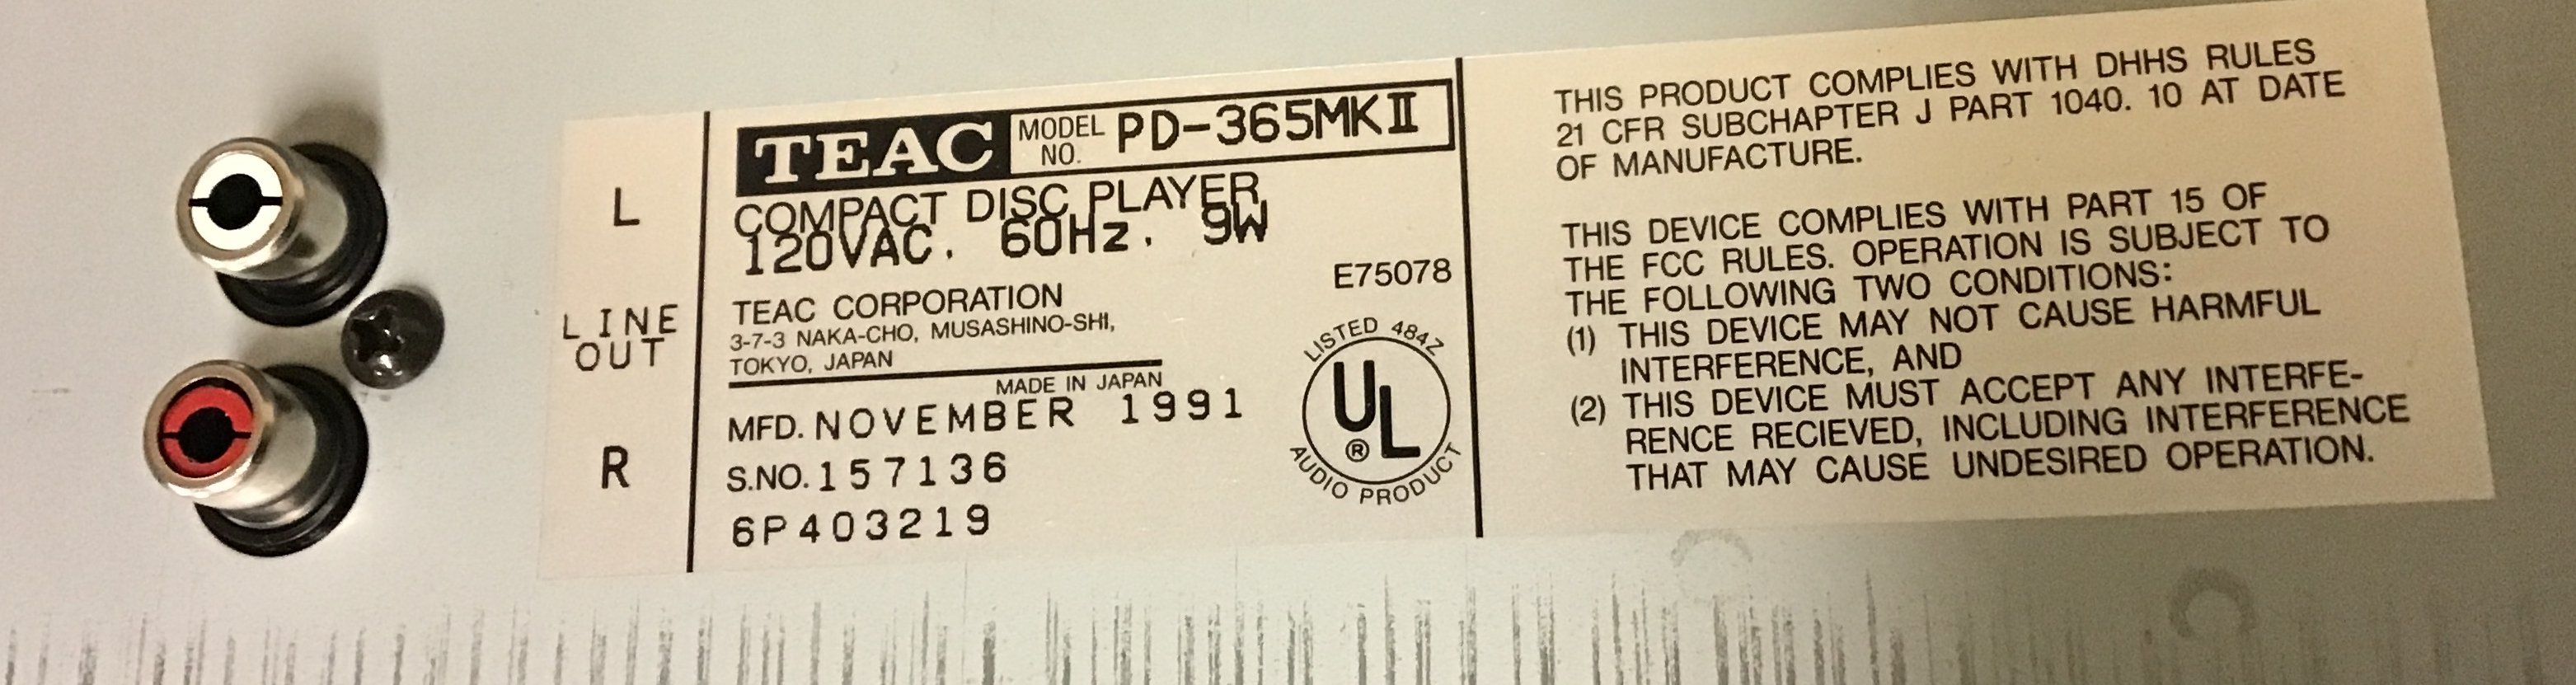 L
LINE
OUT
R
TEAC MODEL NO. PD-365MKII
COMPACT DISC PLAYER
120VAC. 60Hz. 9W
E75078
TEAC CORPORATION
3-7-3 NAKA-CHO, MUSASHINO-SHI,
TOKYO, JAPAN
MADE IN JAPAN
MFD. NOVEMBER 1991
S.NO. 157136
6P403219
LISTED 484Z
UL®
AUDIO PRODUCT
THIS PRODUCT COMPLIES WITH DHHS RULES
21 CFR SUBCHAPTER J PART 1040. 10 AT DATE
OF MANUFACTURE.
THIS DEVICE COMPLIES WITH PART 15 OF
THE FCC RULES. OPERATION IS SUBJECT TO
THE FOLLOWING TWO CONDITIONS:
(1) THIS DEVICE MAY NOT CAUSE HARMFUL
INTERFERENCE, AND
(2) THIS DEVICE MUST ACCEPT ANY INTERFE-
RENCE RECIEVED, INCLUDING INTERFERENCE
THAT MAY CAUSE UNDESIRED OPERATION.